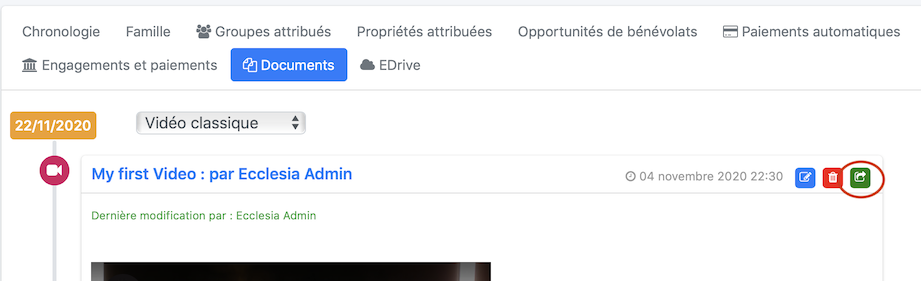 Chronologie Famille Groupes attribués Propriétés attribuées Opportunités de bénévolats Paiements automatiques
Engagements et paiements Documents EDrive
22/11/2020 Vidéo classique
My first Video : par Ecclesia Admin 04 novembre 2020 22:30
Dernière modification par : Ecclesia Admin